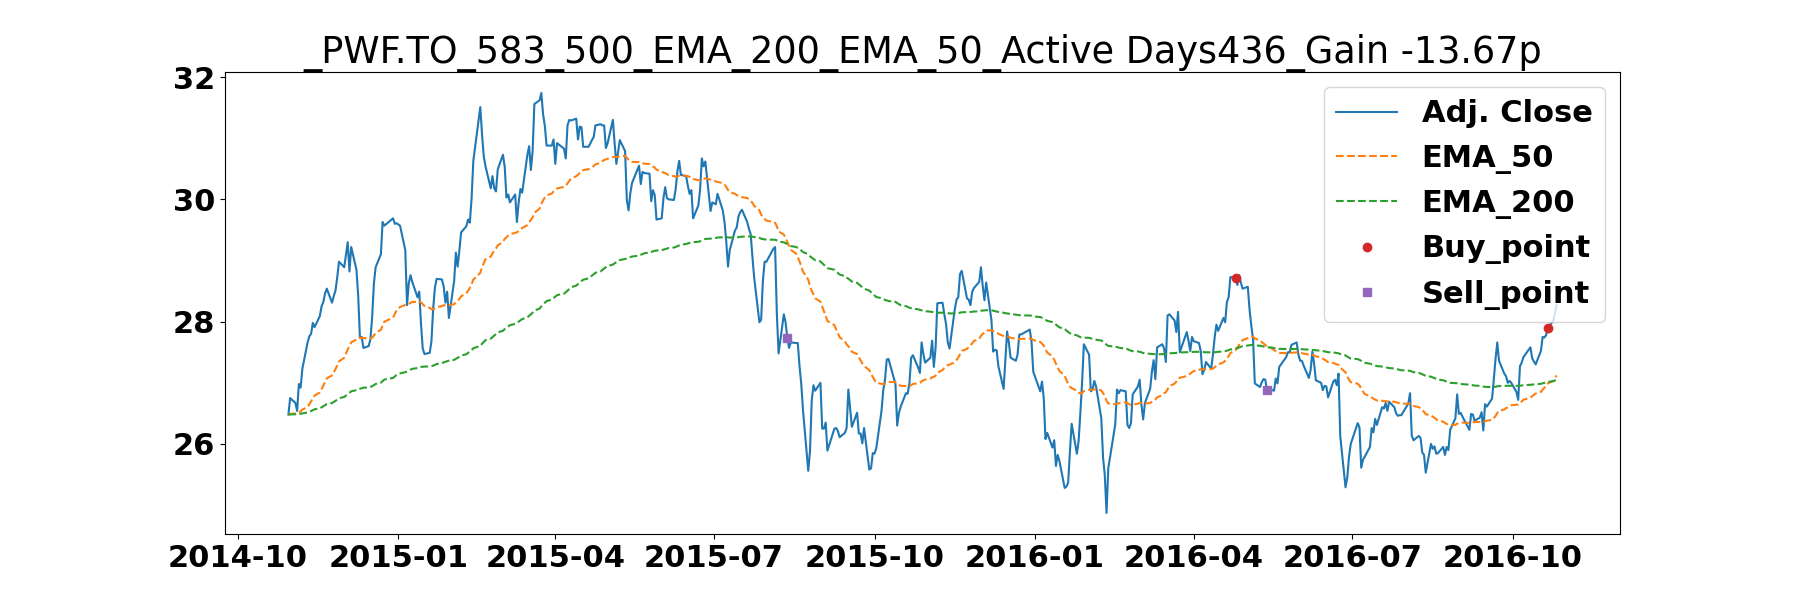 _PWF.TO_583_500_EMA_200_EMA_50_Active Days436_Gain -13.67p
32
30
28
26
Adj. Close
EMA_50
EMA_200
Buy_point
Sell_point
2014-10 2015-01 2015-04 2015-07 2015-10 2016-01 2016-04 2016-07 2016-10